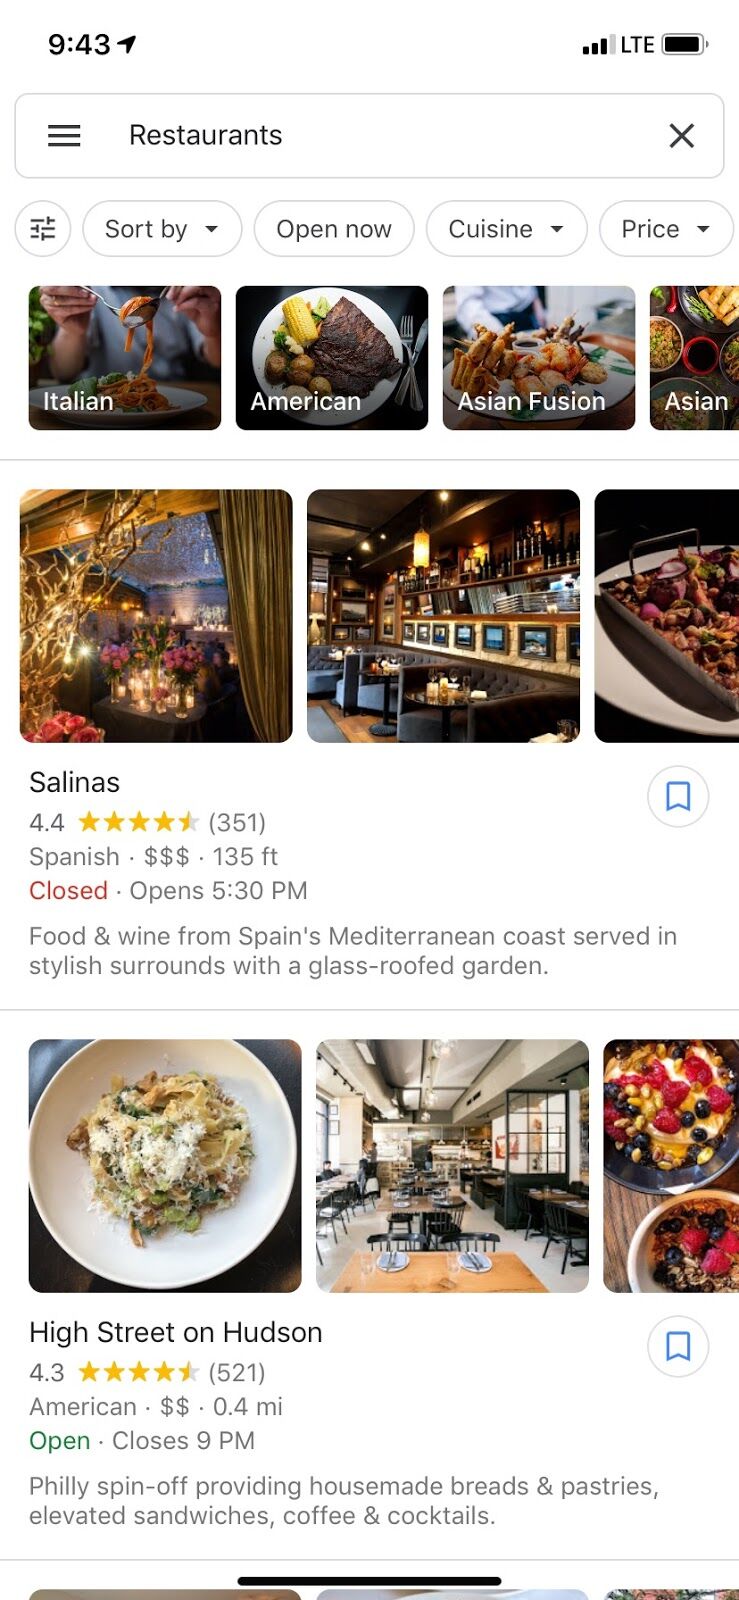 9:43 LTE
Restaurants
Sort by Open now Cuisine Price
Italian American Asian Fusion Asian
Salinas
4.4 (351)
Spanish · $$$ · 135 ft
Closed · Opens 5:30 PM
Food & wine from Spain's Mediterranean coast served in
stylish surrounds with a glass-roofed garden.
High Street on Hudson
4.3 (521)
American · $$ · 0.4 mi
Open · Closes 9 PM
Philly spin-off providing housemade breads & pastries,
elevated sandwiches, coffee & cocktails.